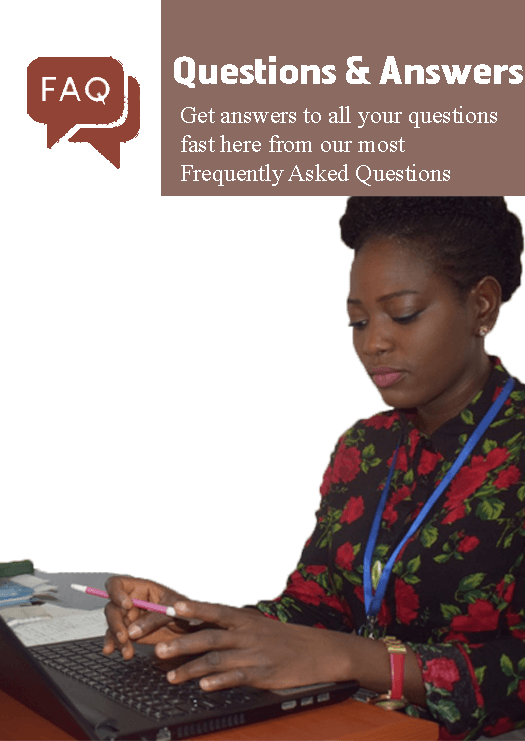 FAQ
Questions & Answers
Get answers to all your questions
fast here from our most
Frequently Asked Questions